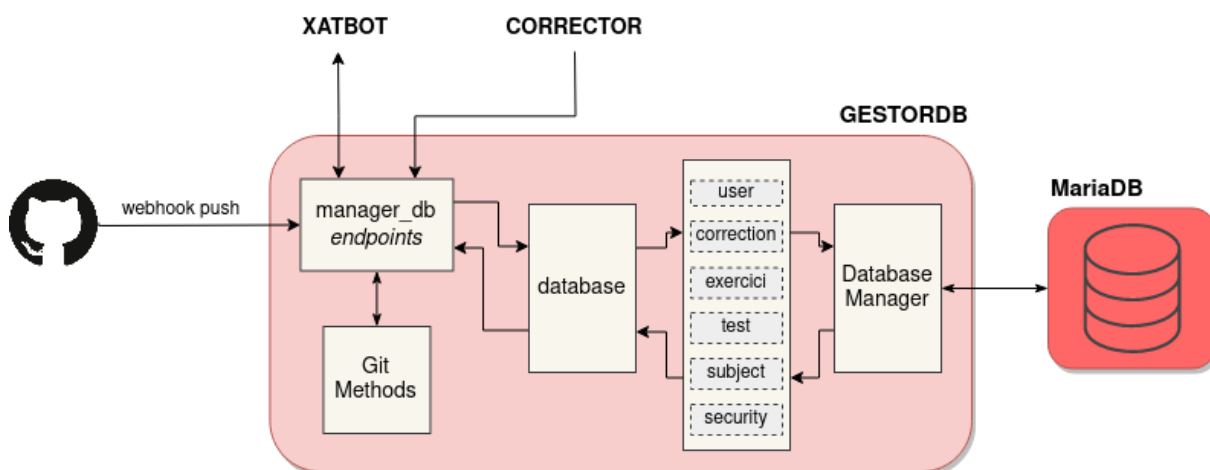 XATBOT
CORRECTOR
GESTORDB
webhook push
manager_db
endpoints
Git
Methods
database
user
correction
exercici
test
subject
security
Database
Manager
MariaDB